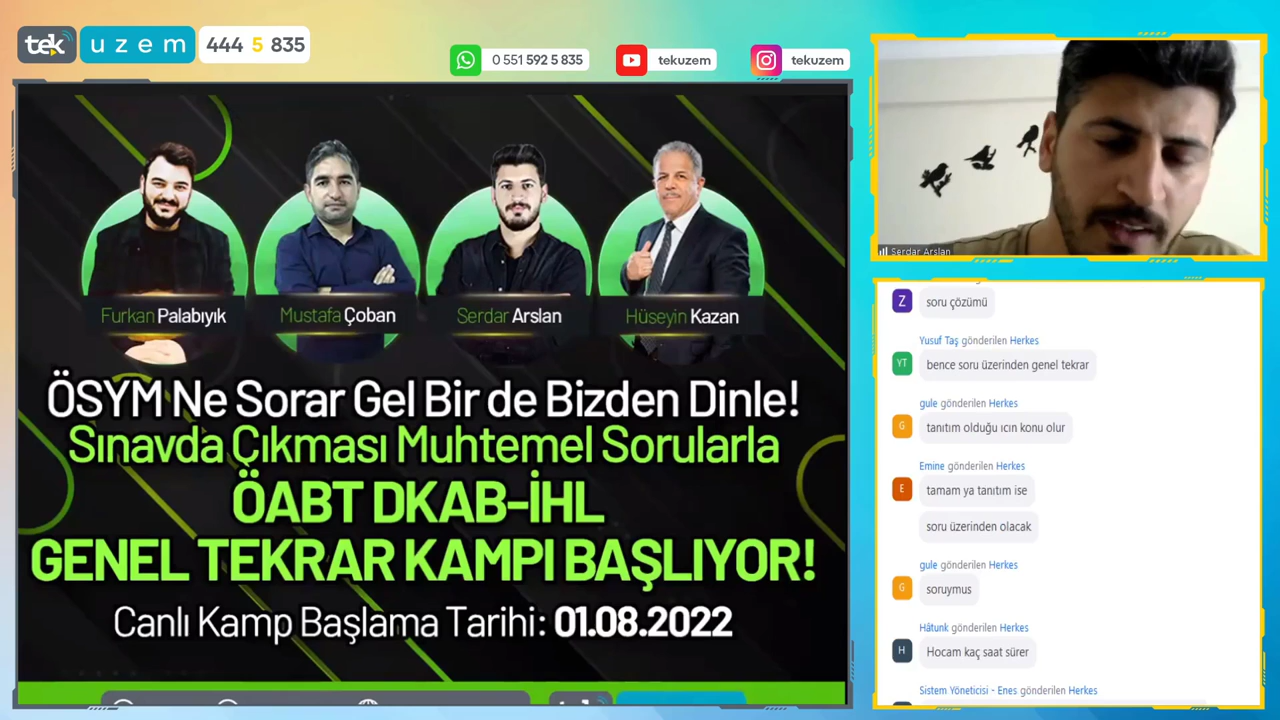 tek
uzem
444 5 835
0 551 592 5 835
tekuzem
tekuzem
Furkan Palabıyık
Mustafa Çoban
Serdar Arslan
Hüseyin Kazan
ÖSYM Ne Sorar Gel Bir de Bizden Dinle!
Sınavda Çıkması Muhtemel Sorularla
ÖABT DKAB-İHL
GENEL TEKRAR KAMPI BAŞLIYOR!
Canlı Kamp Başlama Tarihi: 01.08.2022
Serdar Arslan
Z
soru çözümü
Yusuf Taş gönderilen Herkes
YT
bence soru üzerinden genel tekrar
gule gönderilen Herkes
G
tanıtım olduğu ıcın konu olur
Emine gönderilen Herkes
E
tamam ya tanıtım ise
soru üzerinden olacak
gule gönderilen Herkes
G
soruymus
Hâtunk gönderilen Herkes
H
Hocam kaç saat sürer
Sistem Yöneticisi - Enes gönderilen Herkes